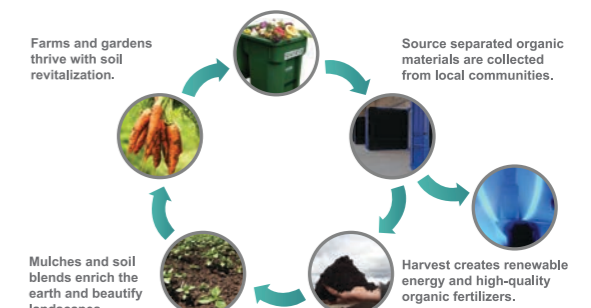 Farms and gardens
thrive with soil
revitalization.
Source separated organic
materials are collected
from local communities.
Mulches and soil
blends enrich the
earth and beautify
landscapes.
Harvest creates renewable
energy and high-quality
organic fertilizers.